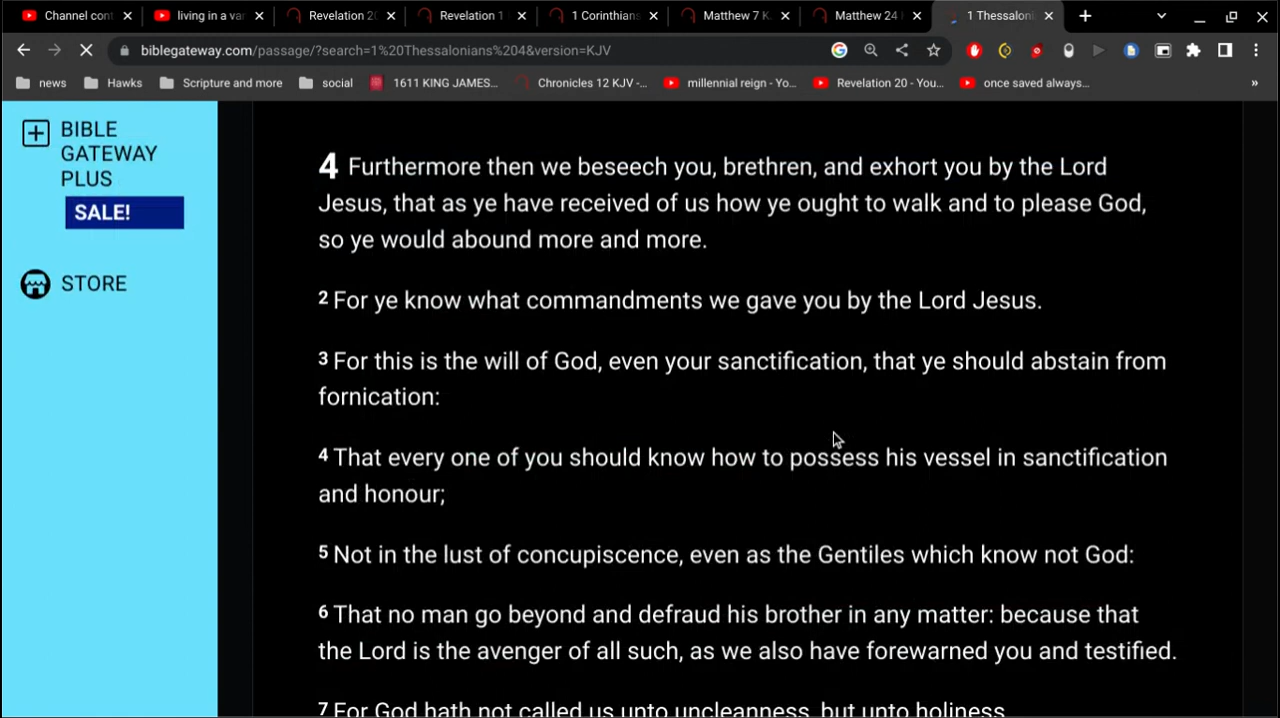 Channel cont
living in a var
Revelation 20
Revelation 1
1 Corinthians
Matthew 7 K
Matthew 24
1 Thessaloni
biblegateway.com/passage/?search=1%20Thessalonians%204&version=KJV
news
Hawks
Scripture and more
social
1611 KING JAMES...
Chronicles 12 KJV -...
millennial reign - Yo...
Revelation 20 - You...
once saved always...
»
BIBLE
GATEWAY
PLUS
SALE!
STORE
4 Furthermore then we beseech you, brethren, and exhort you by the Lord
Jesus, that as ye have received of us how ye ought to walk and to please God,
so ye would abound more and more.
2 For ye know what commandments we gave you by the Lord Jesus.
3 For this is the will of God, even your sanctification, that ye should abstain from
fornication:
4 That every one of you should know how to possess his vessel in sanctification
and honour;
5 Not in the lust of concupiscence, even as the Gentiles which know not God:
6 That no man go beyond and defraud his brother in any matter: because that
the Lord is the avenger of all such, as we also have forewarned you and testified.
7 For God hath not called us unto uncleanness, but unto holiness